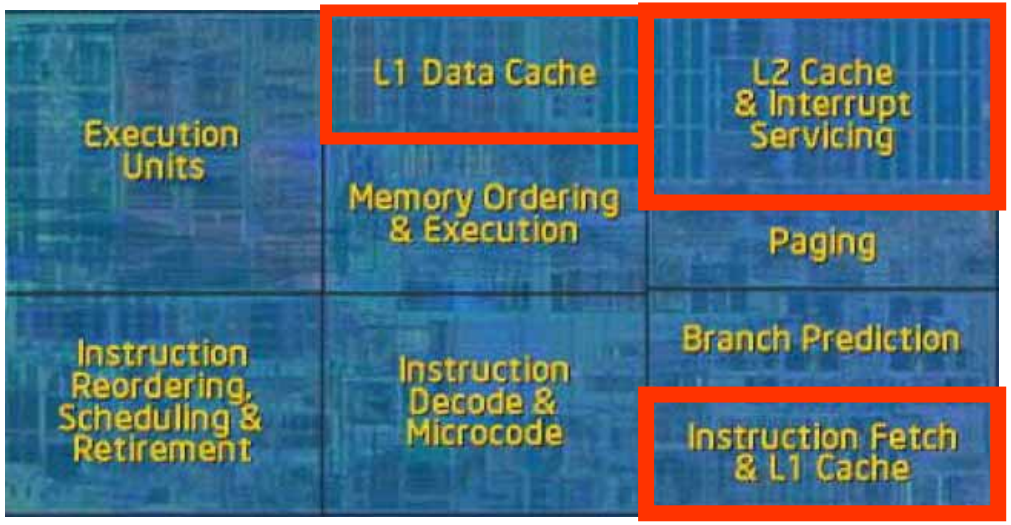 Execution
Units
L1 Data Cache
L2 Cache
& Interrupt
Servicing
Memory Ordering
& Execution
Paging
Instruction
Reordering,
Scheduling &
Retirement
Instruction
Decode &
Microcode
Branch Prediction
Instruction Fetch
& L1 Cache